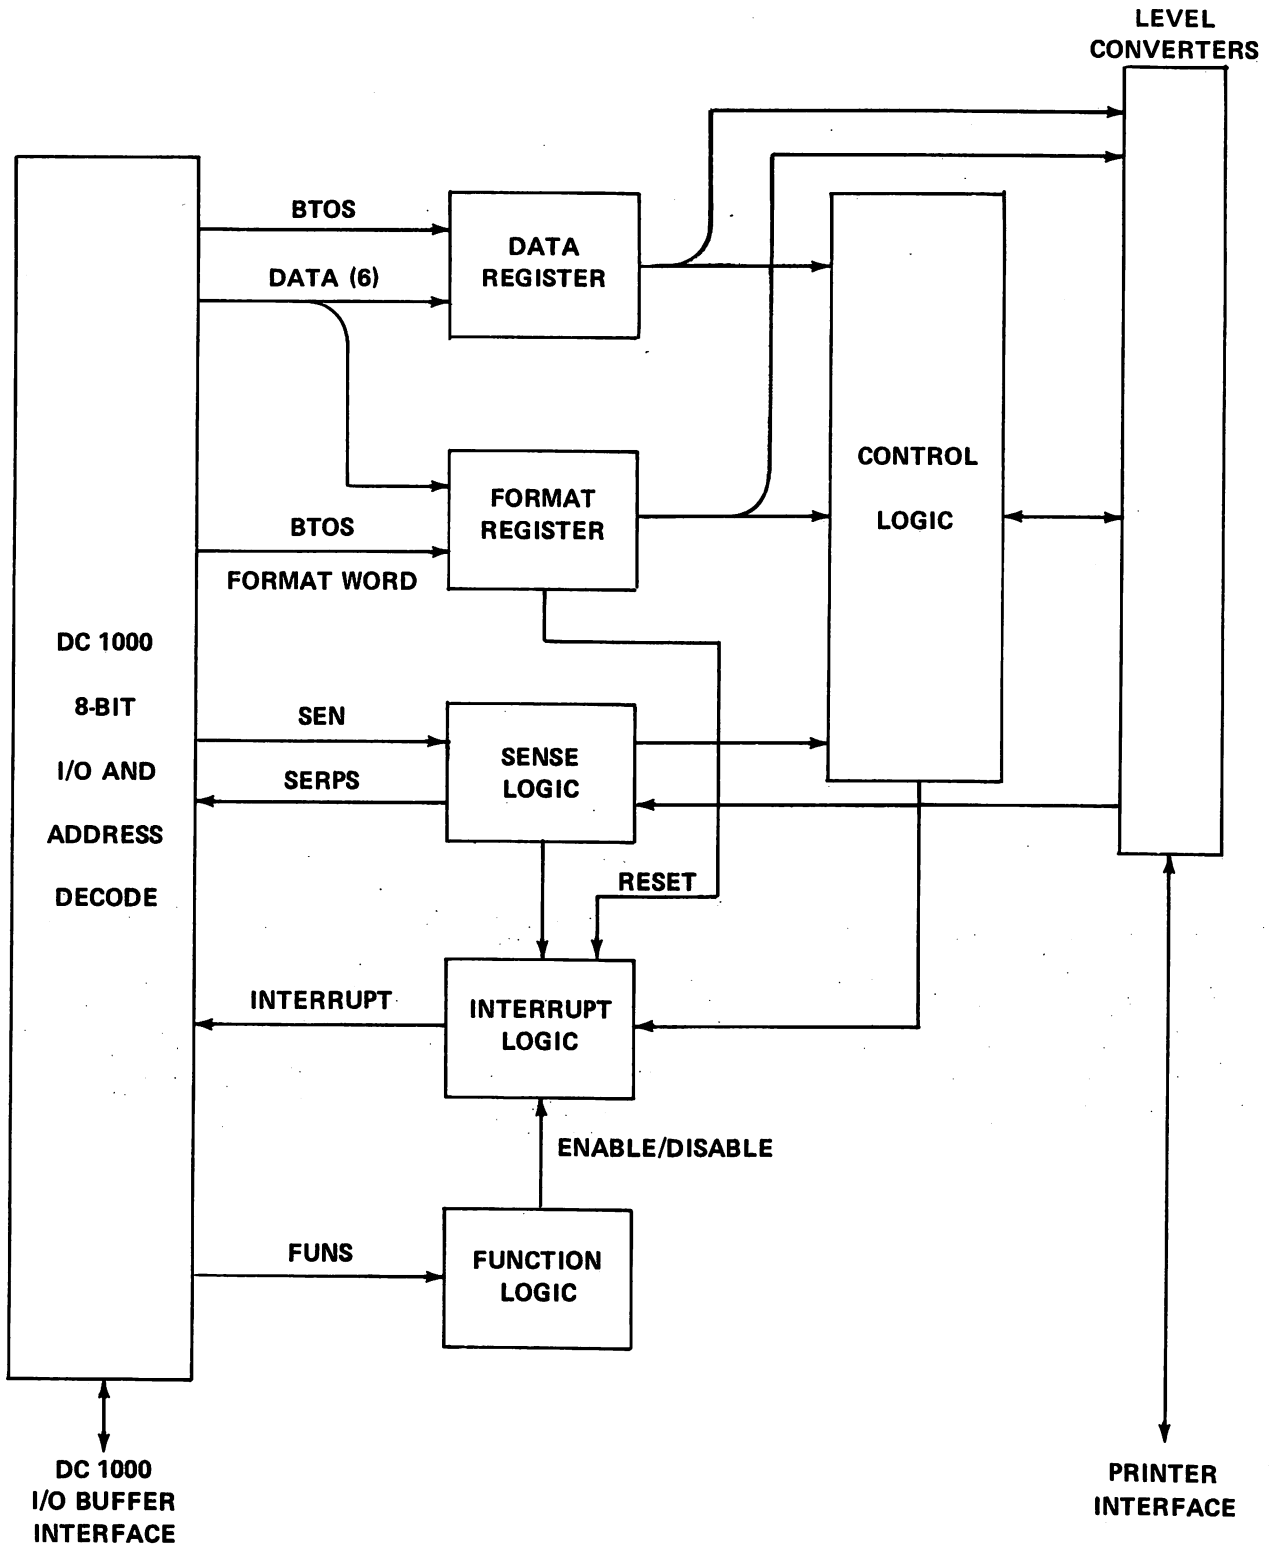 LEVEL
CONVERTERS
BTOS
DATA
REGISTER
DATA (6)
CONTROL
LOGIC
FORMAT
REGISTER
BTOS
FORMAT WORD
DC 1000
8-BIT
I/O AND
ADDRESS
DECODE
SEN
SENSE
LOGIC
SERPS
RESET
INTERRUPT
INTERRUPT
LOGIC
ENABLE/DISABLE
FUNS
FUNCTION
LOGIC
DC 1000
I/O BUFFER
INTERFACE
PRINTER
INTERFACE